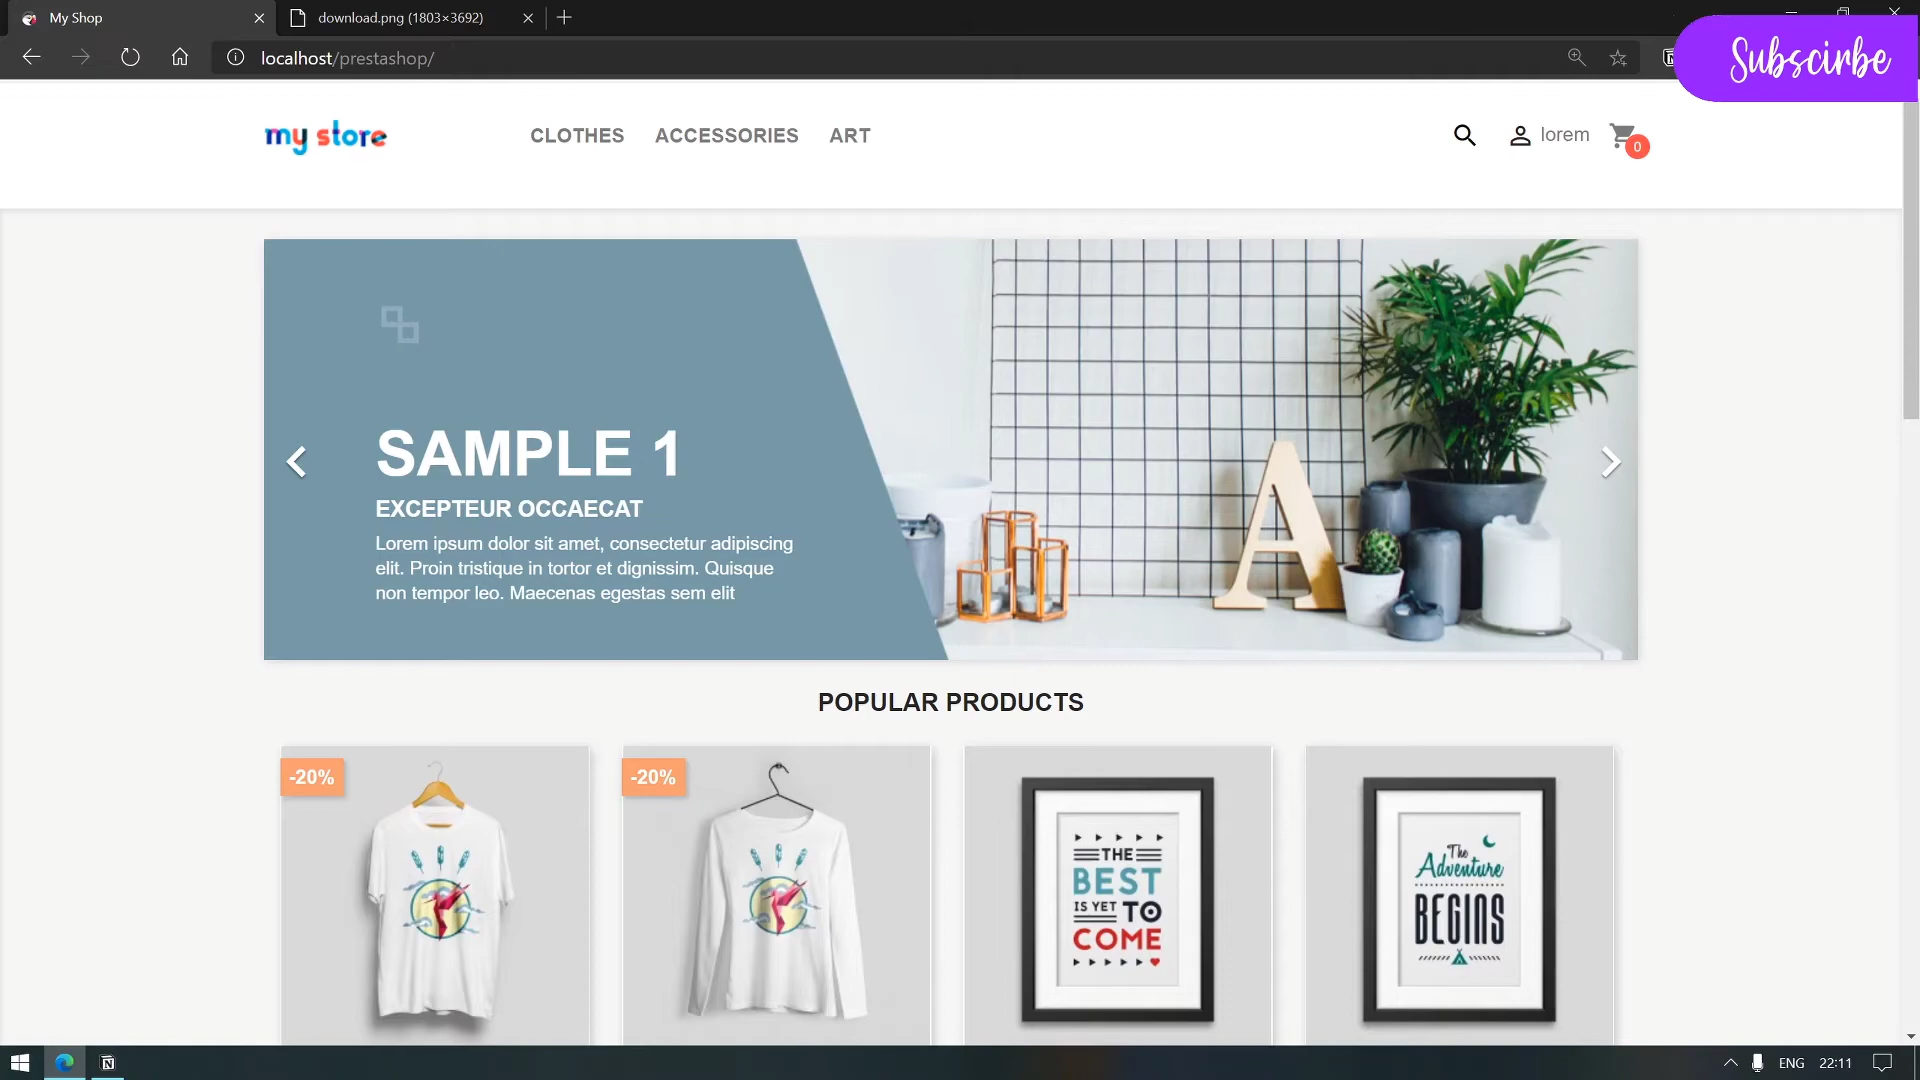 My Shop
download.png (1803×3692)
localhost/prestashop/
Subscirbe
my store
CLOTHES
ACCESSORIES
ART
lorem
0
SAMPLE 1
EXCEPTEUR OCCAECAT
Lorem ipsum dolor sit amet, consectetur adipiscing
elit. Proin tristique in tortor et dignissim. Quisque
non tempor leo. Maecenas egestas sem elit
A
POPULAR PRODUCTS
-20%
-20%
THE
BEST
IS YET TO
COME
The
Adventure
BEGINS
ENG
22:11